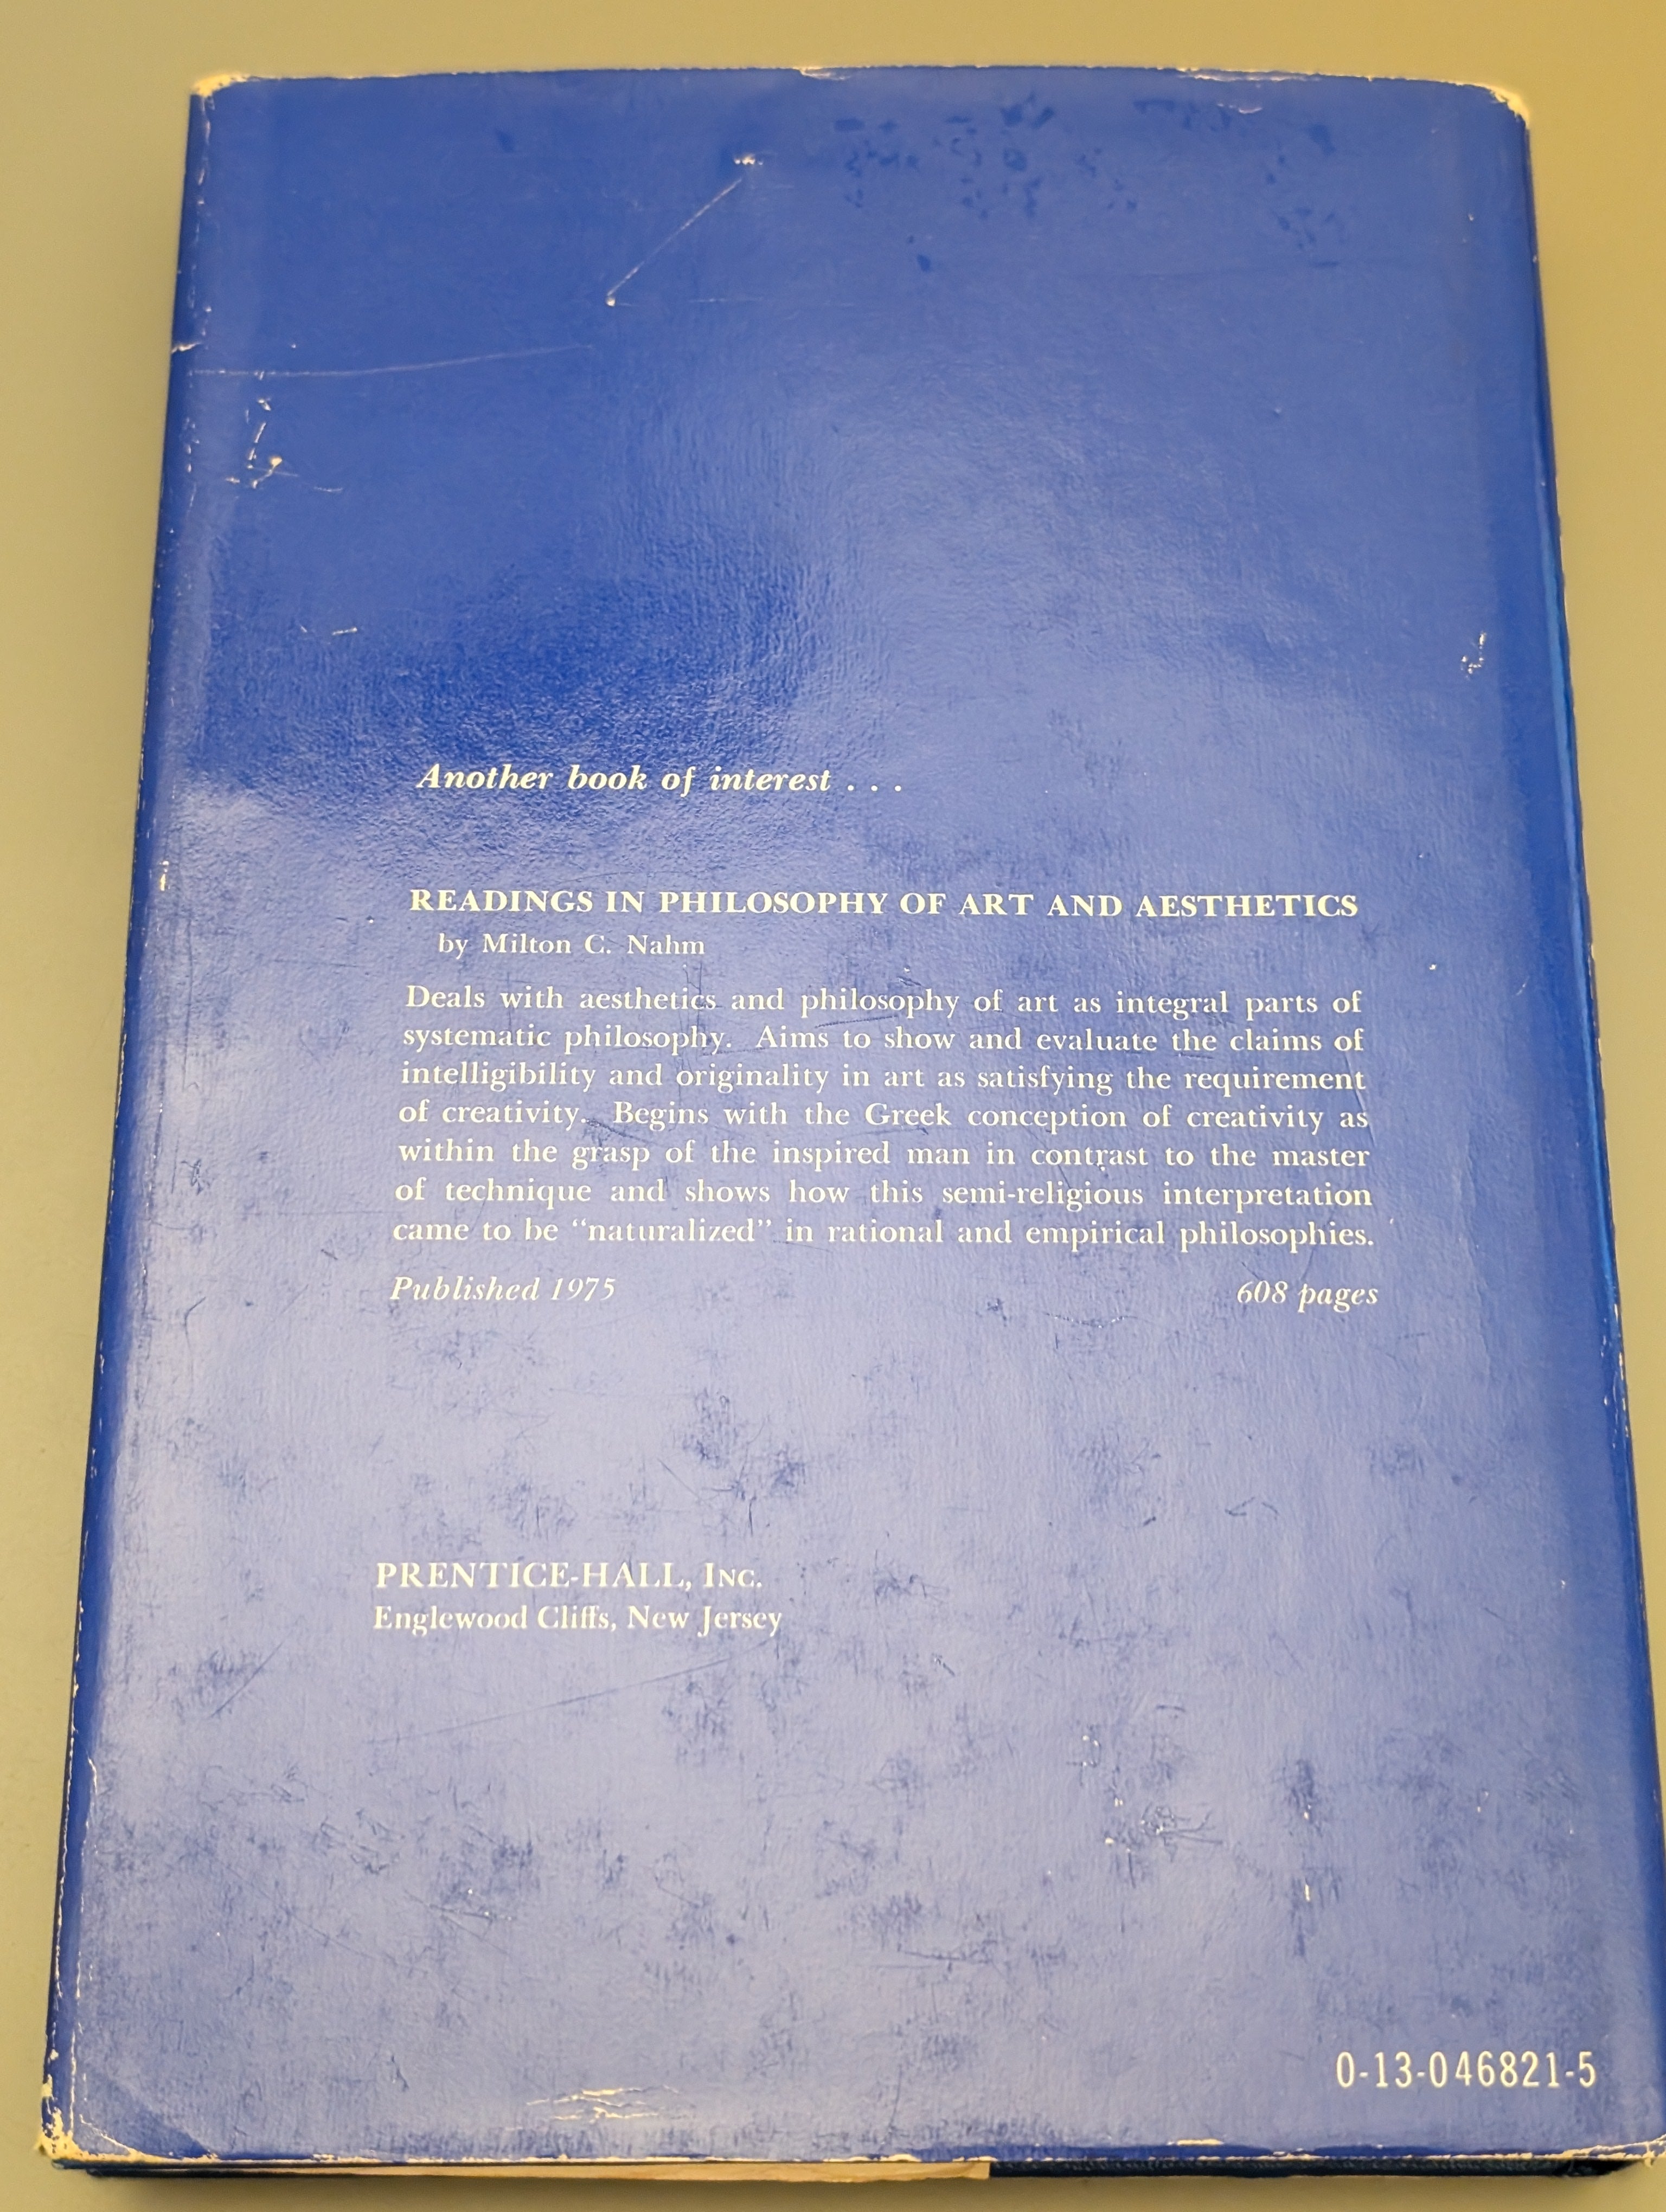 Another book of interest . . .
READINGS IN PHILOSOPHY OF ART AND AESTHETICS
by Milton C. Nahm
Deals with aesthetics and philosophy of art as integral parts of
systematic philosophy. Aims to show and evaluate the claims of
intelligibility and originality in art as satisfying the requirement
of creativity. Begins with the Greek conception of creativity as
within the grasp of the inspired man in contrast to the master
of technique and shows how this semi-religious interpretation
came to be “naturalized” in rational and empirical philosophies.
Published 1975 608 pages
PRENTICE-HALL, INC.
Englewood Cliffs, New Jersey
0-13-046821-5